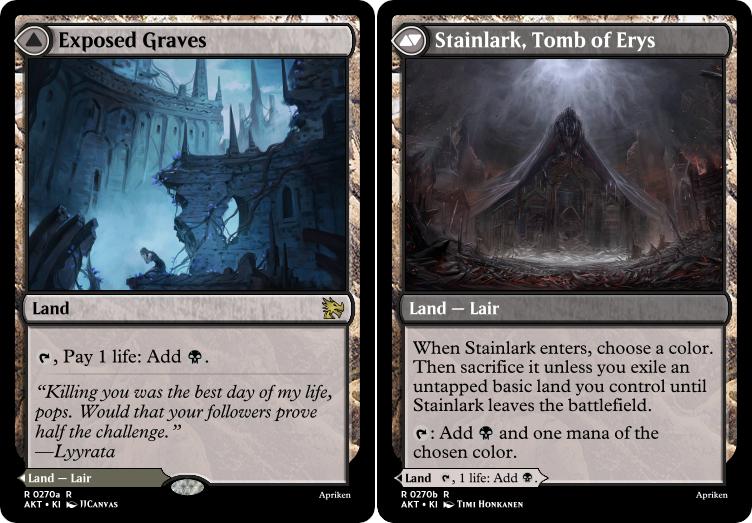 Exposed Graves
Land
, Pay 1 life: Add .
“Killing you was the best day of my life,
pops. Would that your followers prove
half the challenge.”
—Lyyrata
Land — Lair
R 0270a R
AKT • KI JJCanvas
Apriken
Stainlark, Tomb of Erys
Land — Lair
When Stainlark enters, choose a color.
Then sacrifice it unless you exile an
untapped basic land you control until
Stainlark leaves the battlefield.
: Add and one mana of the
chosen color.
Land , 1 life: Add .
R 0270b R
AKT • KI Timi Honkanen
Apriken